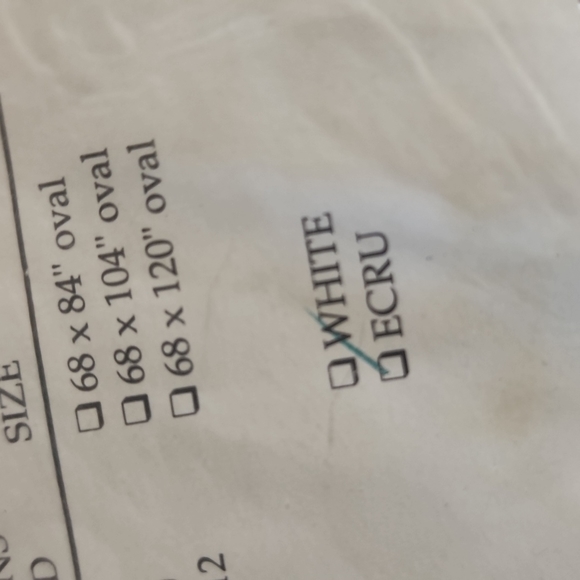 SIZE
☐ 68 x 84" oval
☐ 68 x 104" oval
☐ 68 x 120" oval
☐ WHITE
☑ ECRU